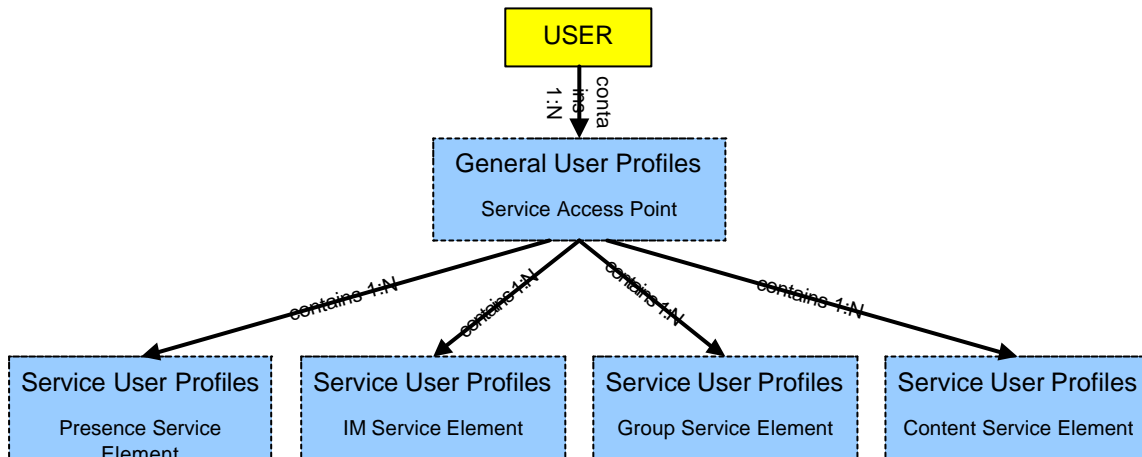 USER
conta
ins
1:N
General User Profiles
Service Access Point
contains 1:N
contains 1:N
contains 1:N
contains 1:N
Service User Profiles
Presence Service
Element
Service User Profiles
IM Service Element
Service User Profiles
Group Service Element
Service User Profiles
Content Service Element